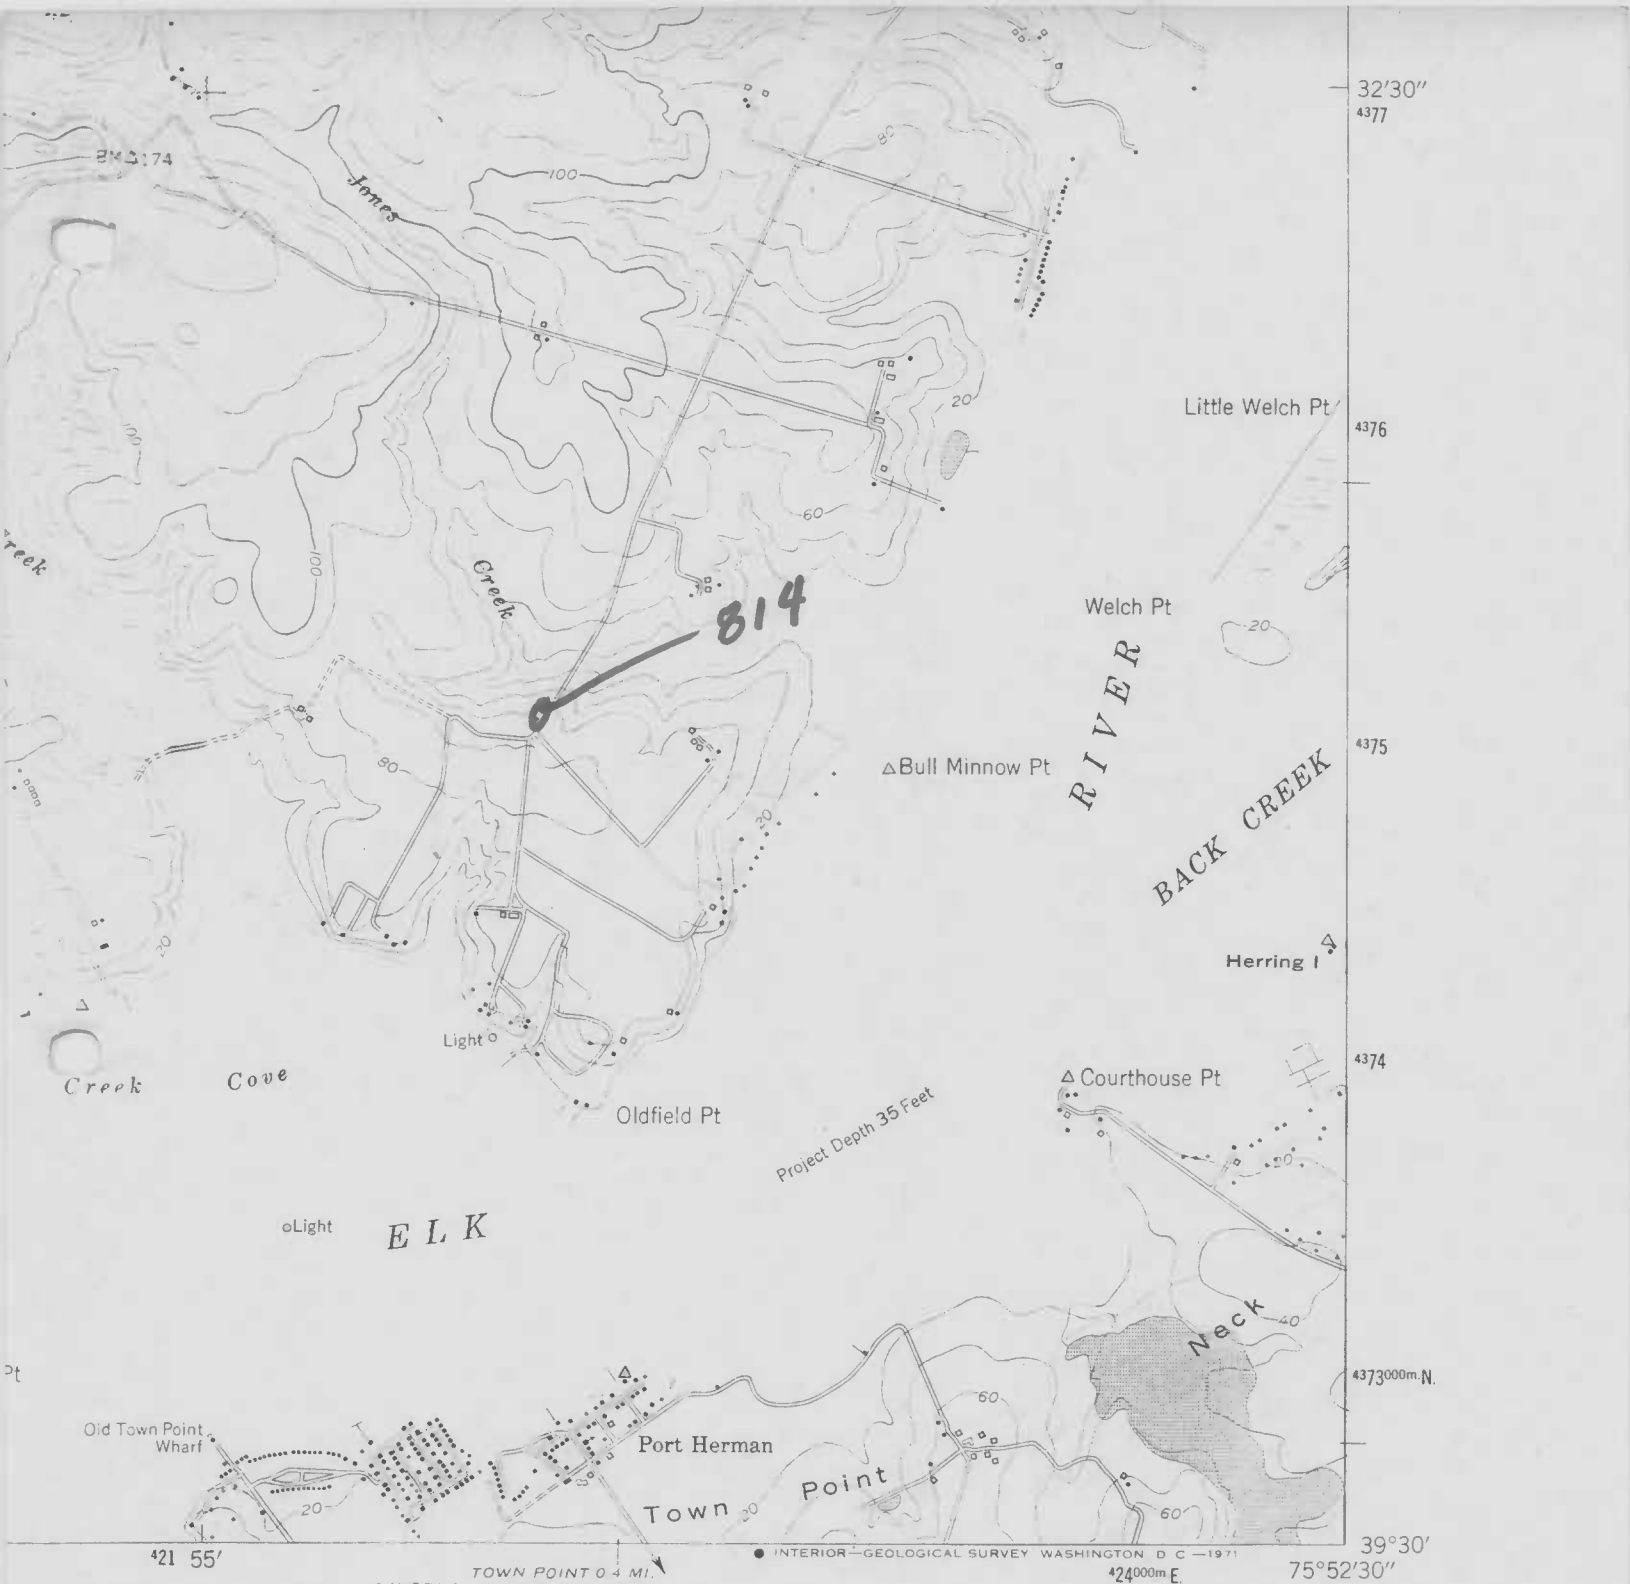 32'30"
4377
80
BM△174
Jones
100
Little Welch Pt
20
4376
100
60
100
Creek
814
Welch Pt
20
RIVER
4375
80
△Bull Minnow Pt
BACK CREEK
20
20
Herring I
Light
4374
Creek Cove
△ Courthouse Pt
Oldfield Pt
Project Depth 35 Feet
Light
ELK
Neck
40
Pt
4373000m.N.
60
Old Town Point
Wharf
Port Herman
Point
Town
20
60
39°30'
421 55'
INTERIOR—GEOLOGICAL SURVEY WASHINGTON D C—1971
TOWN POINT 0.4 MI.
424000m.E.
75°52'30"